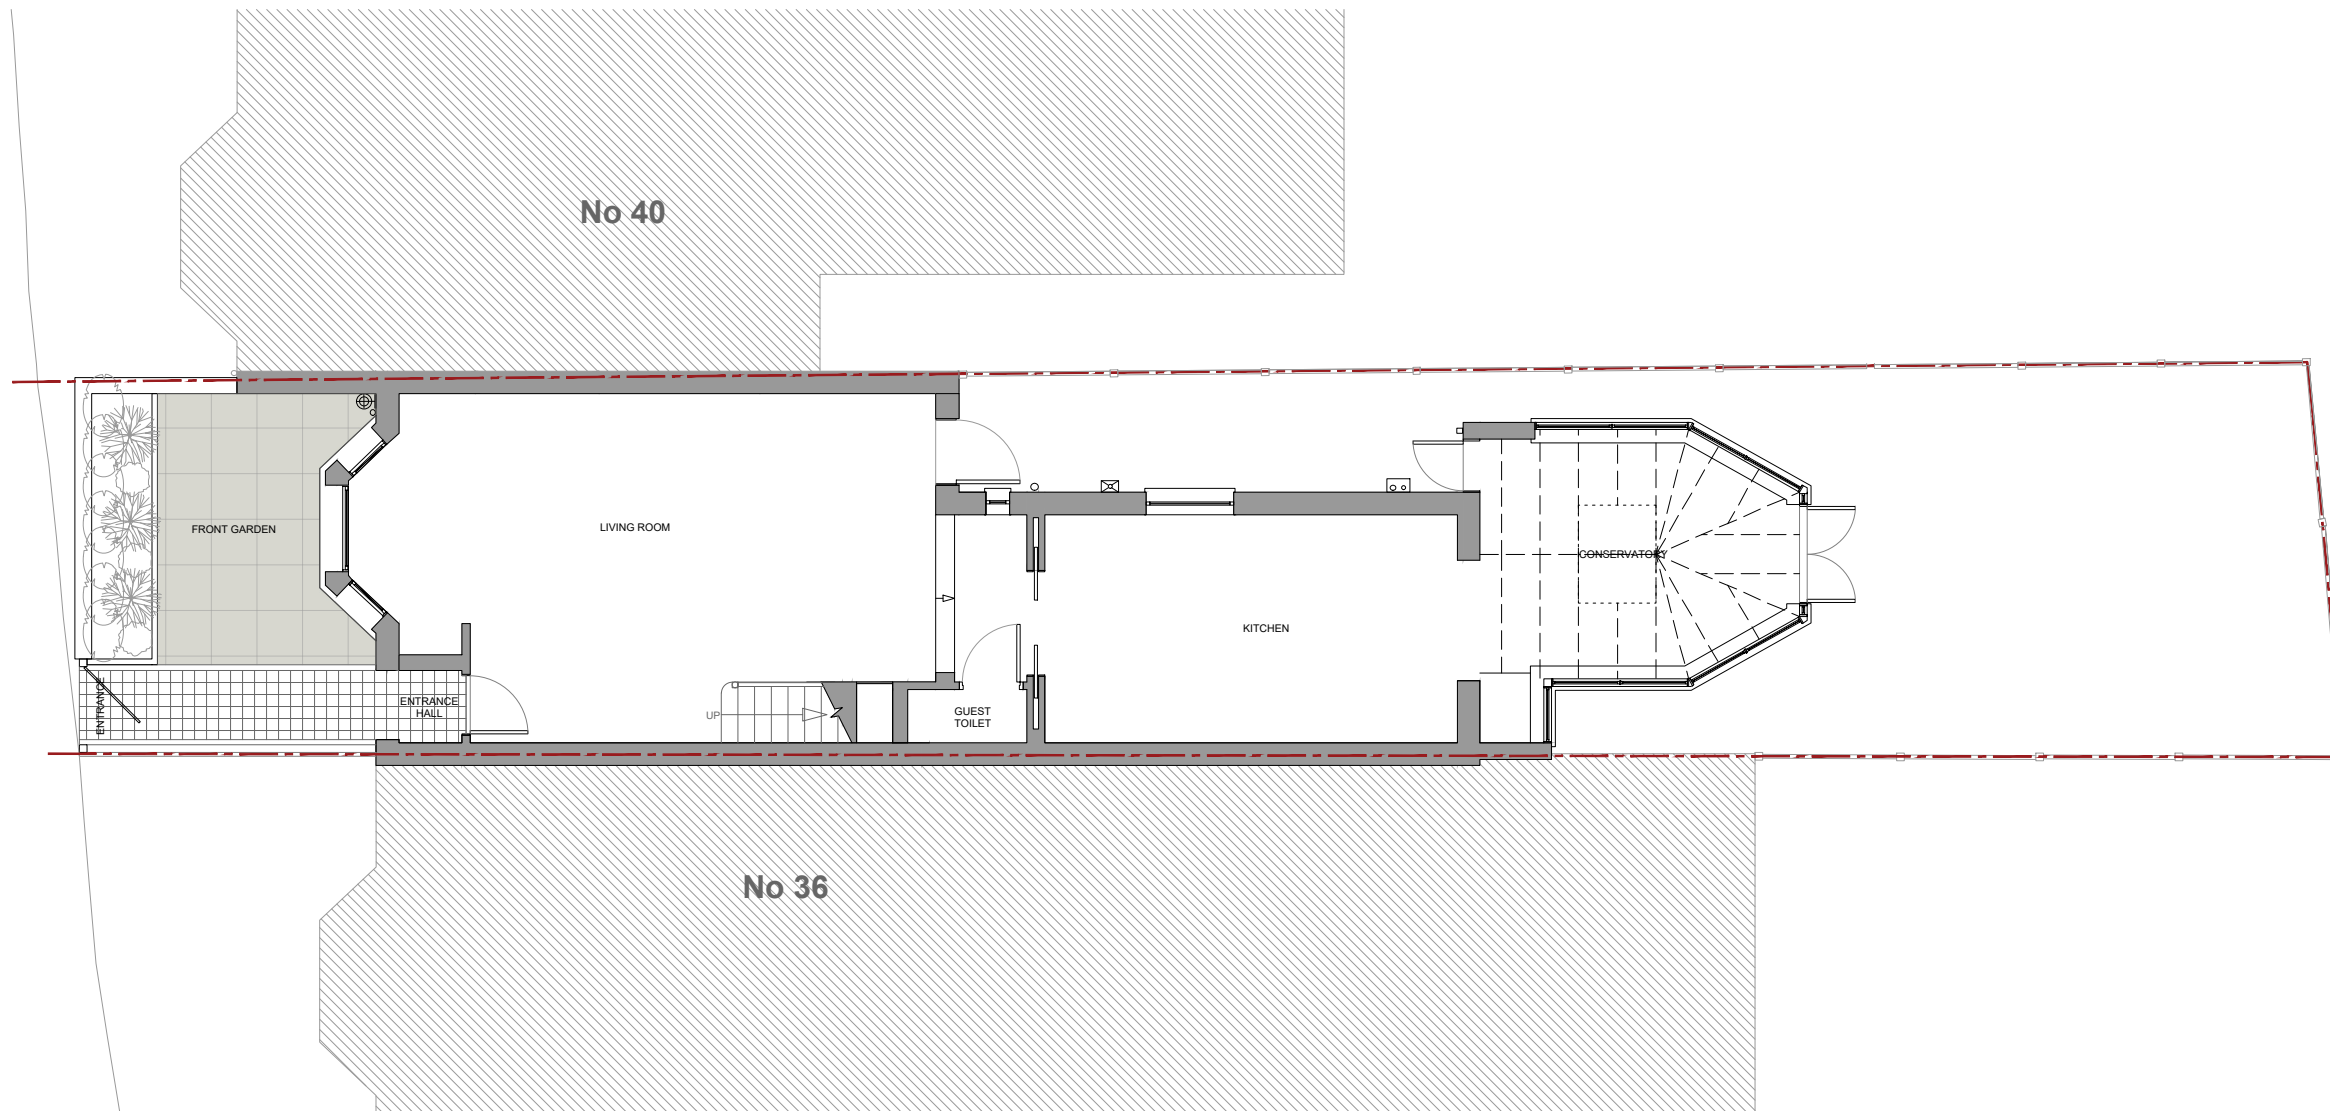 No 40
FRONT GARDEN
LIVING ROOM
CONSERVATORY
KITCHEN
ENTRANCE
ENTRANCE
HALL
UP
GUEST
TOILET
No 36